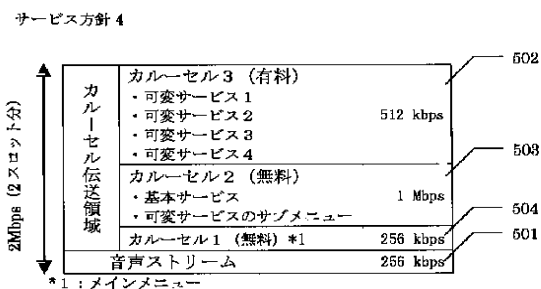 サービス方針4
2Mbps (2スロット分)
カルーセル伝送領域
カルーセル3 (有料)
・可変サービス1
・可変サービス2 512 kbps
・可変サービス3
・可変サービス4
502
カルーセル2 (無料)
・基本サービス 1 Mbps
・可変サービスのサブメニュー
503
カルーセル1 (無料) *1 256 kbps
504
音声ストリーム 256 kbps
501
*1:メインメニュー